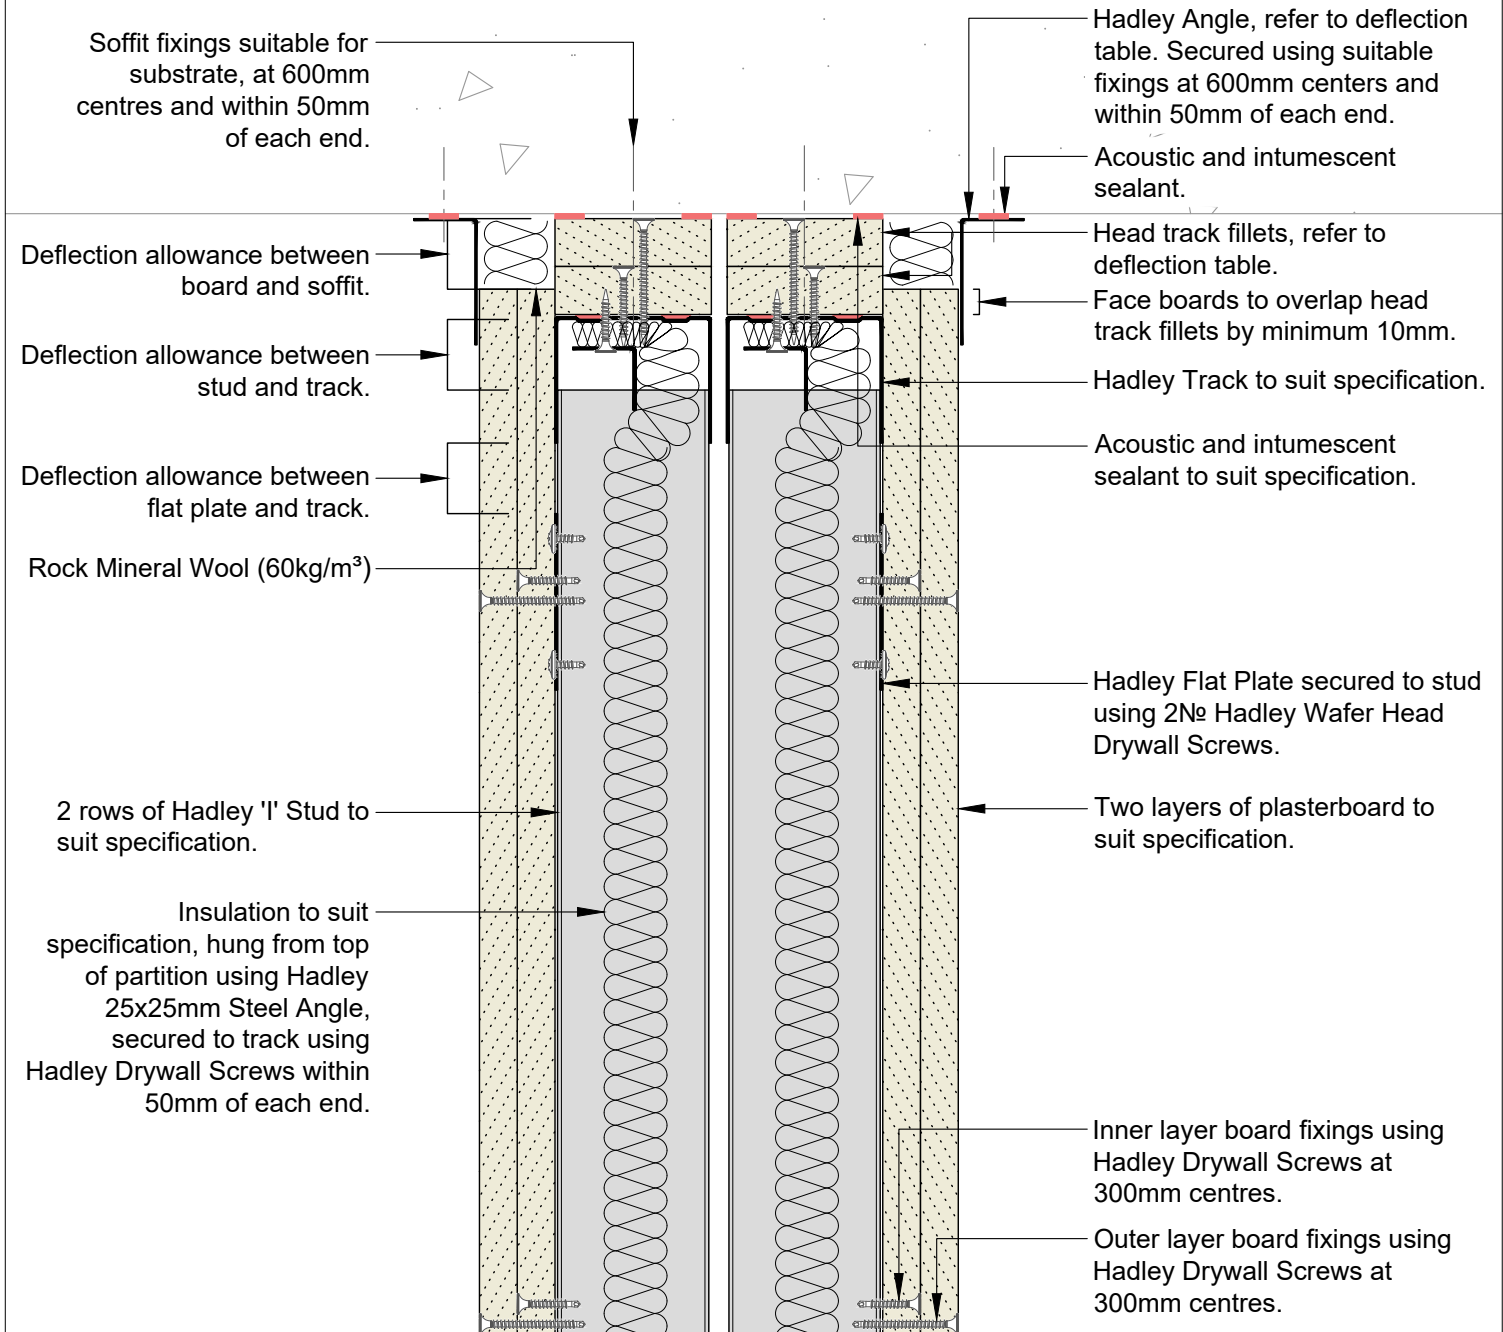 Soffit fixings suitable for
substrate, at 600mm
centres and within 50mm
of each end.
Deflection allowance between
board and soffit.
Deflection allowance between
stud and track.
Deflection allowance between
flat plate and track.
Rock Mineral Wool (60kg/m³)
2 rows of Hadley 'I' Stud to
suit specification.
Insulation to suit
specification, hung from top
of partition using Hadley
25x25mm Steel Angle,
secured to track using
Hadley Drywall Screws within
50mm of each end.
Hadley Angle, refer to deflection
table. Secured using suitable
fixings at 600mm centers and
within 50mm of each end.
Acoustic and intumescent
sealant.
Head track fillets, refer to
deflection table.
Face boards to overlap head
track fillets by minimum 10mm.
Hadley Track to suit specification.
Acoustic and intumescent
sealant to suit specification.
Hadley Flat Plate secured to stud
using 2№ Hadley Wafer Head
Drywall Screws.
Two layers of plasterboard to
suit specification.
Inner layer board fixings using
Hadley Drywall Screws at
300mm centres.
Outer layer board fixings using
Hadley Drywall Screws at
300mm centres.